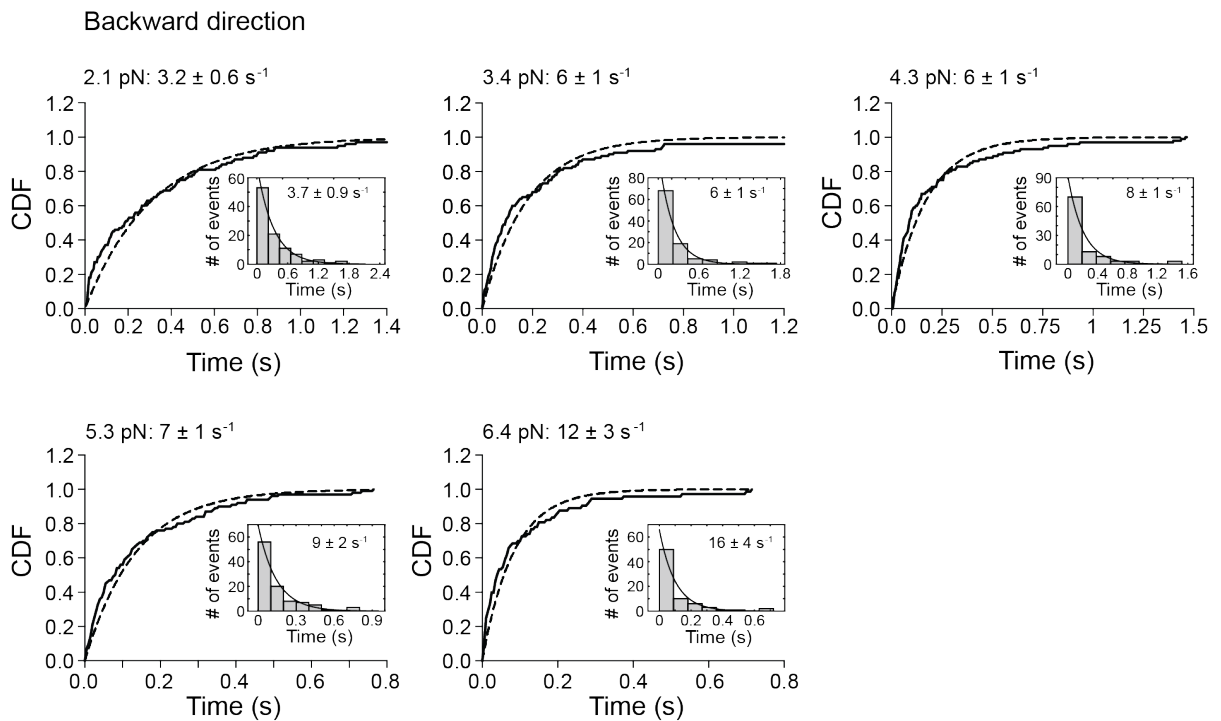 Backward direction
2.1 pN: 3.2 ± 0.6 s⁻¹
1.2
1.0
0.8
0.6
0.4
0.2
0.0
CDF
0.0 0.2 0.4 0.6 0.8 1.0 1.2 1.4
Time (s)
3.7 ± 0.9 s⁻¹
60
40
20
0
# of events
0 0.6 1.2 1.8 2.4
Time (s)
3.4 pN: 6 ± 1 s⁻¹
1.2
1.0
0.8
0.6
0.4
0.2
0.0
CDF
0.0 0.2 0.4 0.6 0.8 1.0 1.2
Time (s)
6 ± 1 s⁻¹
80
60
40
20
0
# of events
0 0.6 1.2 1.8
Time (s)
4.3 pN: 6 ± 1 s⁻¹
1.2
1.0
0.8
0.6
0.4
0.2
0.0
CDF
0.0 0.25 0.5 0.75 1 1.25 1.5
Time (s)
8 ± 1 s⁻¹
90
60
30
0
# of events
0 0.4 0.8 1.2 1.6
Time (s)
5.3 pN: 7 ± 1 s⁻¹
1.2
1.0
0.8
0.6
0.4
0.2
0.0
CDF
0.0 0.2 0.4 0.6 0.8
Time (s)
9 ± 2 s⁻¹
60
40
20
0
# of events
0 0.3 0.6 0.9
Time (s)
6.4 pN: 12 ± 3 s⁻¹
1.2
1.0
0.8
0.6
0.4
0.2
0.0
CDF
0.0 0.2 0.4 0.6 0.8
Time (s)
16 ± 4 s⁻¹
60
40
20
0
# of events
0 0.2 0.4 0.6
Time (s)